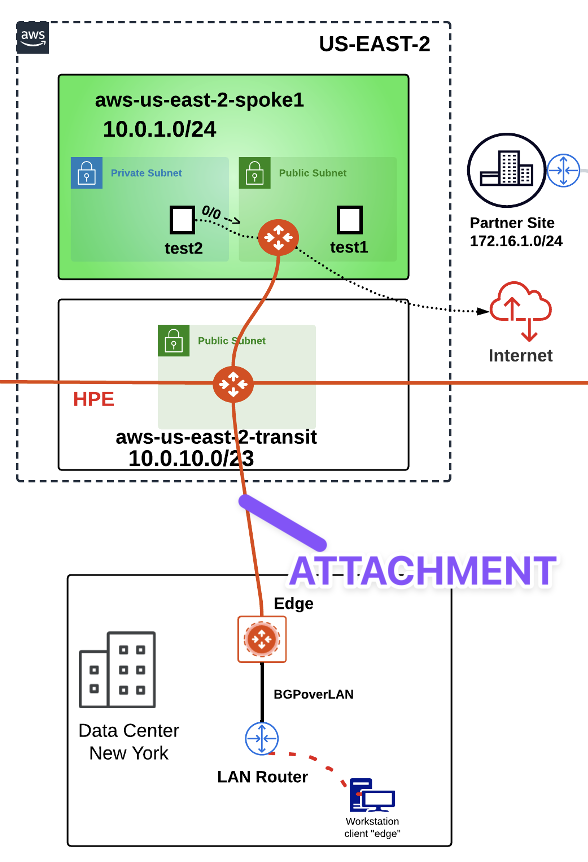 aws
US-EAST-2
aws-us-east-2-spoke1
10.0.1.0/24
Private Subnet
Public Subnet
0/0 -->
test2
test1
Partner Site
172.16.1.0/24
Internet
Public Subnet
HPE
aws-us-east-2-transit
10.0.10.0/23
ATTACHMENT
Edge
BGPoverLAN
Data Center
New York
LAN Router
Workstation
client "edge"